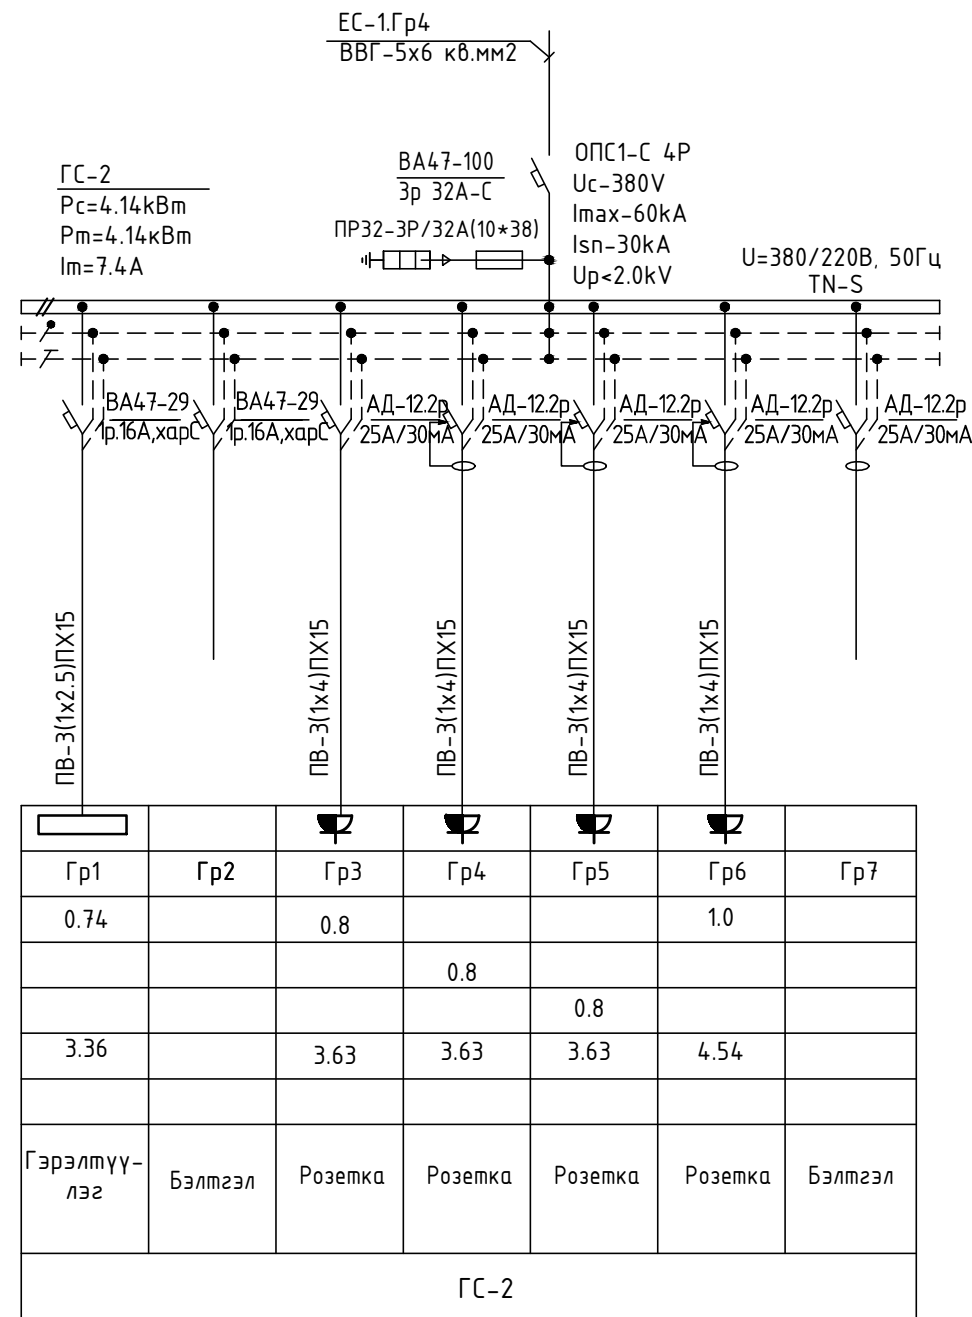 ЕС-1.Гр4
ВВГ-5х6 кв.мм2
ГС-2
Рс=4.14kВт
Рт=4.14кВт
Iт=7.4А
ВА47-100
3р 32А-С
ПР32-3Р/32А(10*38)
ОПС1-С 4Р
Uc-380V
Imax-60kA
Isn-30kA
Up<2.0kV
U=380/220В, 50Гц
TN-S
ВА47-29
1р.16А,харС
ВА47-29
1р.16А,харС
АД-12.2р
25А/30мА
АД-12.2р
25А/30мА
АД-12.2р
25А/30мА
АД-12.2р
25А/30мА
АД-12.2р
25А/30мА
ПВ-3(1х2.5)ПХ15
ПВ-3(1х4)ПХ15
ПВ-3(1х4)ПХ15
ПВ-3(1х4)ПХ15
ПВ-3(1х4)ПХ15
Гр1 Гр2 Гр3 Гр4 Гр5 Гр6 Гр7
0.74 0.8 1.0
0.8
0.8
3.36 3.63 3.63 3.63 4.54
Гэрэлтүү-
лэг
Бэлтгэл
Розетка
Розетка
Розетка
Розетка
Бэлтгэл
ГС-2